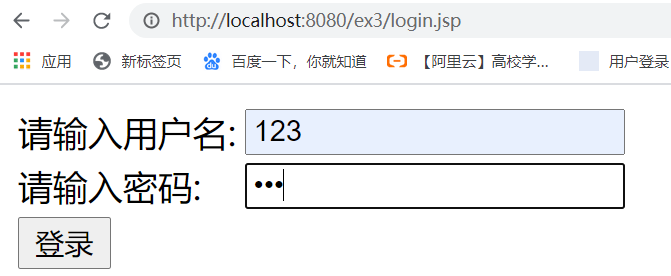 http://localhost:8080/ex3/login.jsp
应用 新标签页 百度一下，你就知道 【阿里云】高校学... 用户登录
请输入用户名: 123
请输入密码: •••
登录